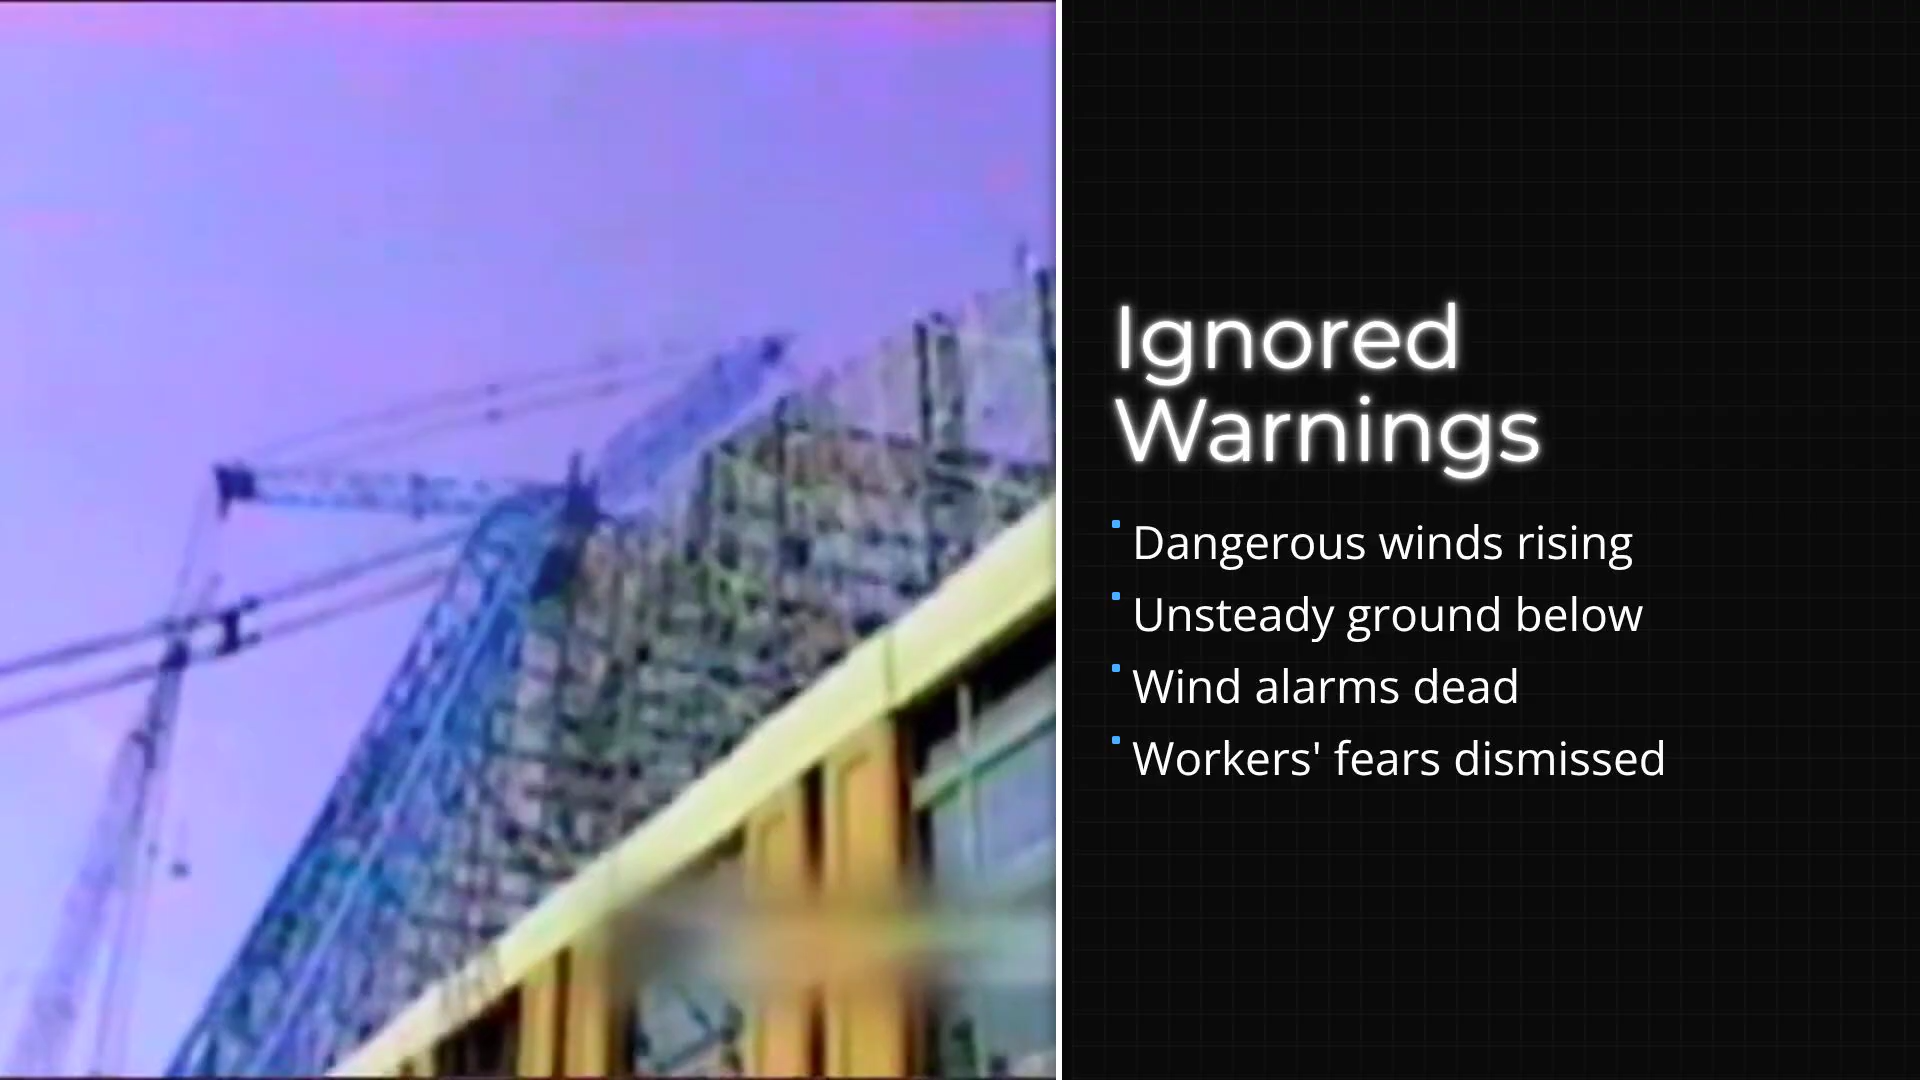 Ignored
Warnings
Dangerous winds rising
Unsteady ground below
Wind alarms dead
Workers' fears dismissed